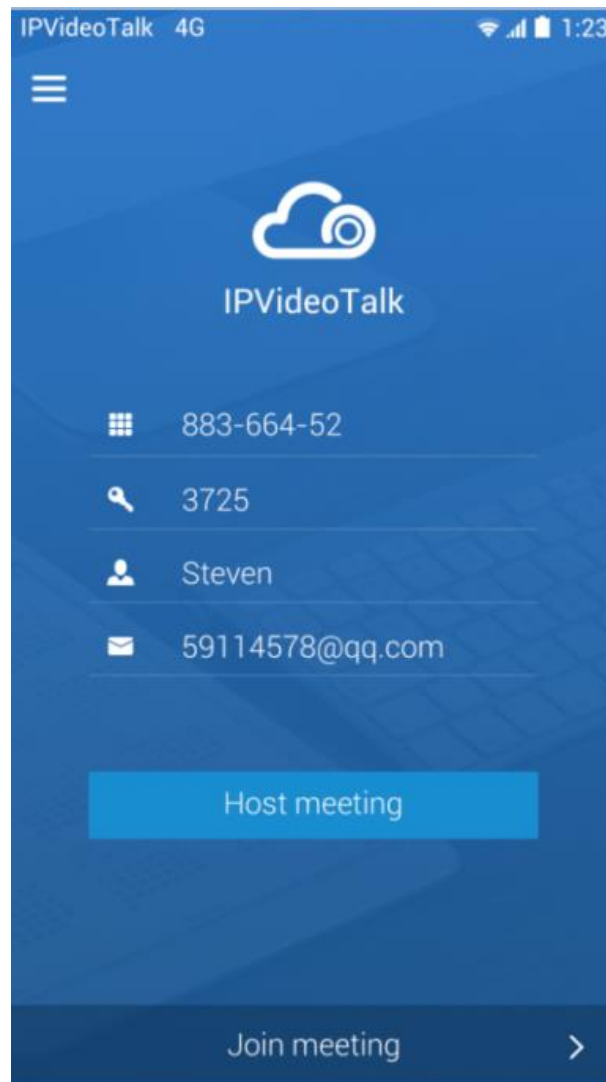 IPVideoTalk 4G 1:23
IPVideoTalk
883-664-52
3725
Steven
59114578@qq.com
Host meeting
Join meeting